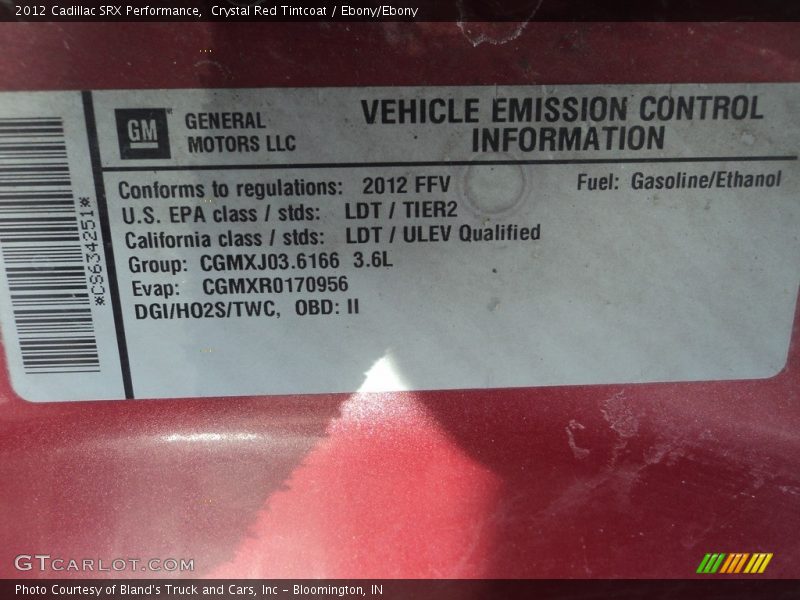 2012 Cadillac SRX Performance, Crystal Red Tintcoat / Ebony/Ebony
GM
GENERAL
MOTORS LLC
VEHICLE EMISSION CONTROL
INFORMATION
Conforms to regulations: 2012 FFV
Fuel: Gasoline/Ethanol
U.S. EPA class / stds: LDT / TIER2
California class / stds: LDT / ULEV Qualified
Group: CGMXJ03.6166 3.6L
Evap: CGMXR0170956
DGI/HO2S/TWC, OBD: II
*CS634251*
GTCARLOT.COM
Photo Courtesy of Bland's Truck and Cars, Inc - Bloomington, IN